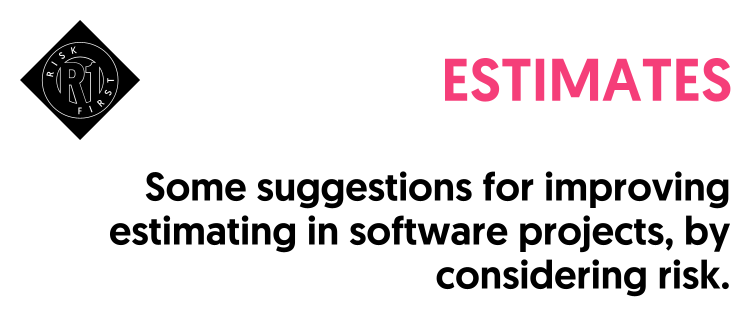 RISK
R1
FIRST
ESTIMATES
Some suggestions for improving
estimating in software projects, by
considering risk.